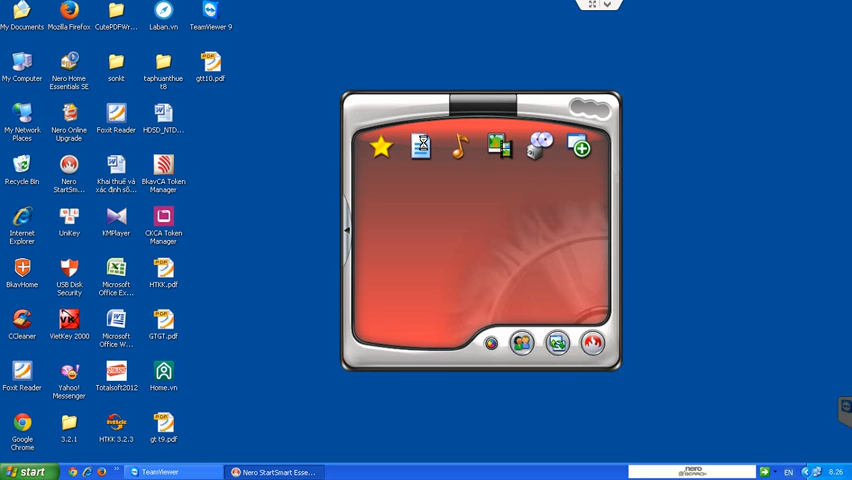 My Documents
Mozilla Firefox
CutePDFWr...
Laban.vn
TeamViewer 9
My Computer
Nero Home
Essentials SE
sonkt
taphuanthue
t8
gtt10.pdf
My Network
Places
Nero Online
Upgrade
Foxit Reader
HDSD_NTD...
Recycle Bin
Nero
StartSm...
Khai thuế và
xác định số...
BkavCA Token
Manager
Internet
Explorer
UniKey
KMPlayer
CKCA Token
Manager
BkavHome
USB Disk
Security
Microsoft
Office Ex...
HTKK.pdf
CCleaner
VietKey 2000
Microsoft
Office W...
GTGT.pdf
Foxit Reader
Yahoo!
Messenger
Totalsoft2012
Home.vn
Google
Chrome
3.2.1
HTKK 3.2.3
gt t9.pdf
start
TeamViewer
Nero StartSmart Esse...
nero
SEARCH
EN
8.26